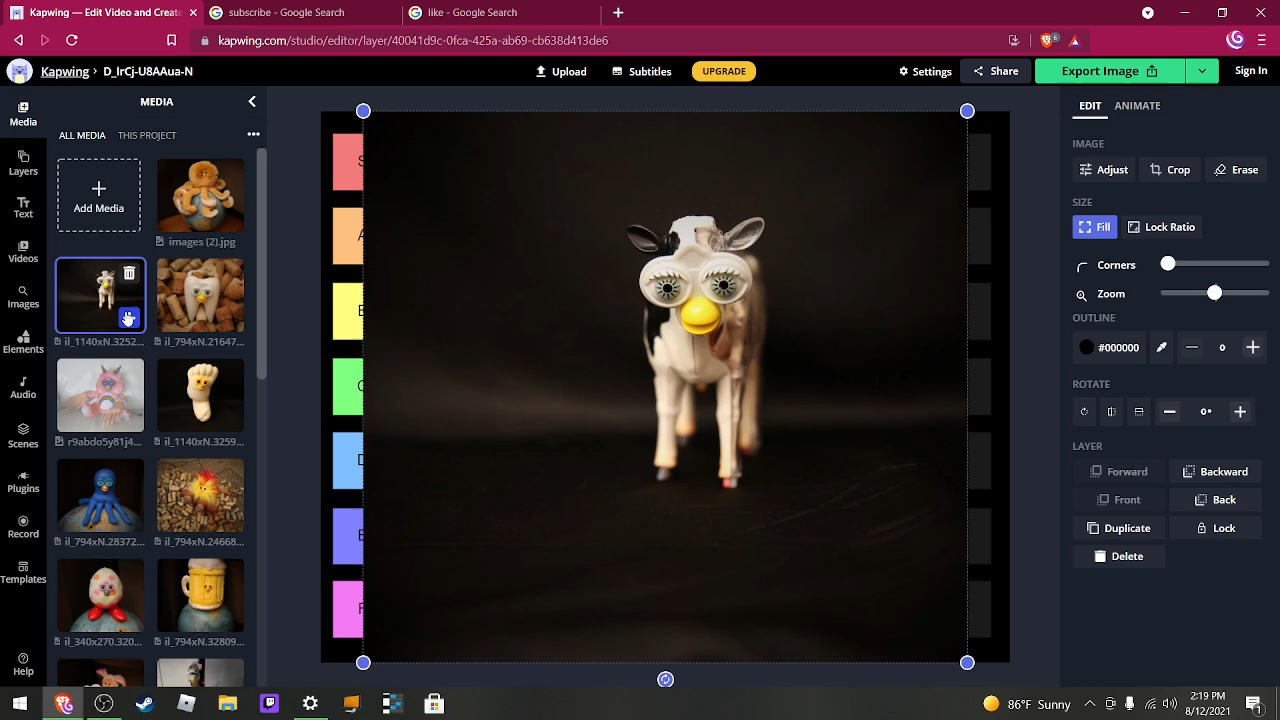 Kapwing — Edit Video and Create
subscribe - Google Search
like - Google Search
kapwing.com/studio/editor/layer/40041d9c-0fca-425a-ab69-cb638d413de6
6
Kapwing
D_IrCj-U8AAua-N
Upload
Subtitles
UPGRADE
Settings
Share
Export Image
Sign In
Media
MEDIA
EDIT
ANIMATE
ALL MEDIA
THIS PROJECT
IMAGE
Layers
Add Media
images (2).jpg
Adjust
Crop
Erase
Text
SIZE
Fill
Lock Ratio
Videos
Corners
Images
Zoom
il_1140xN.3252...
il_794xN.21647...
OUTLINE
Elements
#000000
0
Audio
ROTATE
0°
Scenes
r9abdo5y81j4...
il_1140xN.3259...
LAYER
Forward
Backward
Plugins
Front
Back
Record
il_794xN.28372...
il_794xN.24668...
Duplicate
Lock
Templates
Delete
Help
il_340x270.320...
il_794xN.32809...
86°F Sunny
2:19 PM
8/12/2021